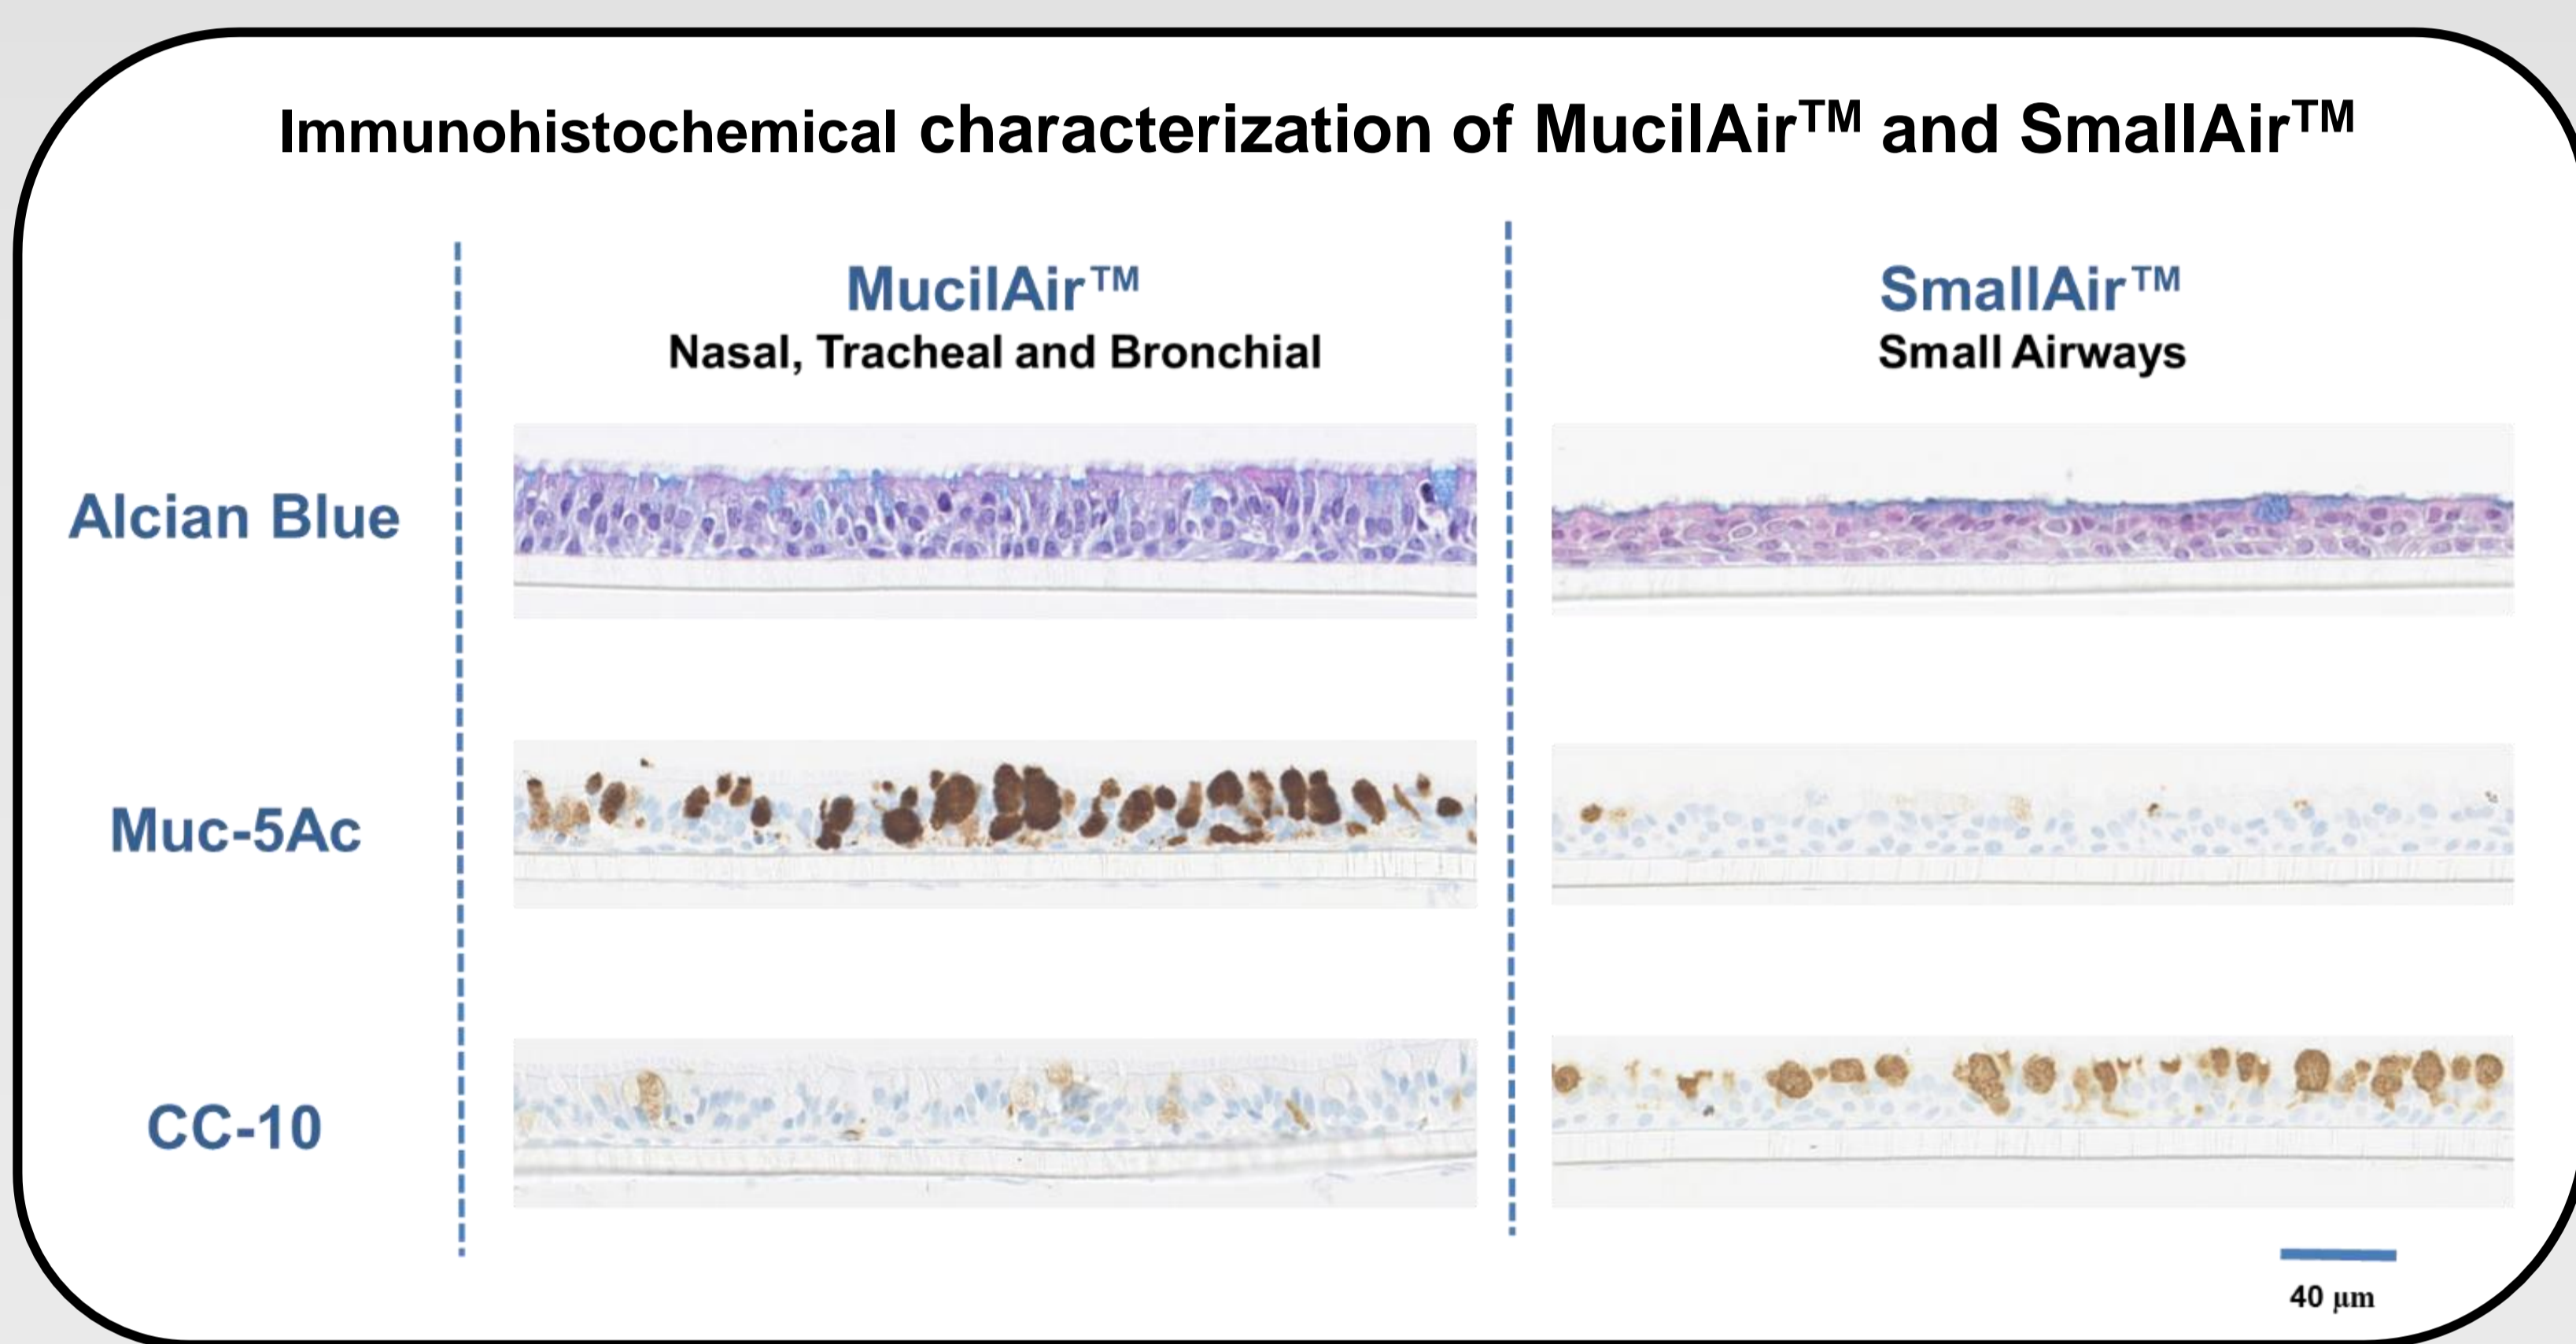 Immunohistochemical characterization of MucilAir™ and SmallAir™
MucilAir™
Nasal, Tracheal and Bronchial
SmallAir™
Small Airways
Alcian Blue
Muc-5Ac
CC-10
40 μm